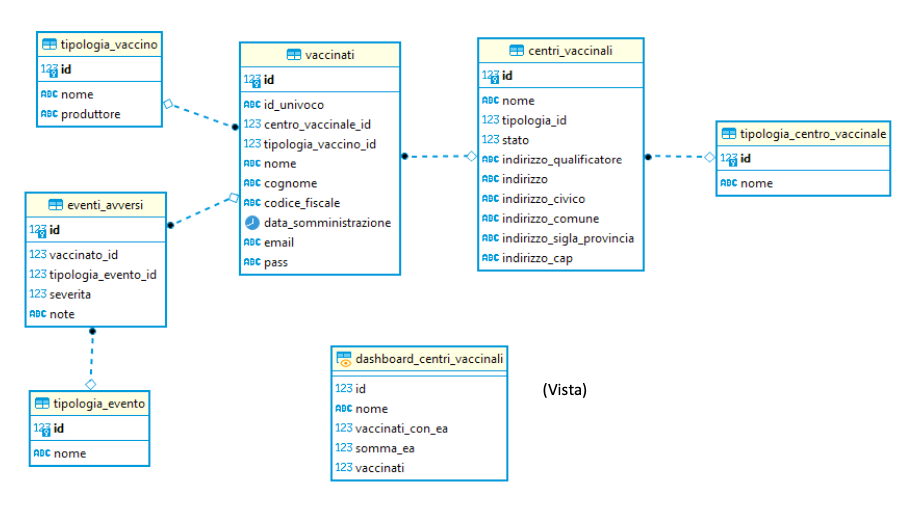 tipologia_vaccino
123 id
ABC nome
ABC produttore
vaccinati
123 id
ABC id_univoco
123 centro_vaccinale_id
123 tipologia_vaccino_id
ABC nome
ABC cognome
ABC codice_fiscale
data_somministrazione
ABC email
ABC pass
centri_vaccinali
123 id
ABC nome
123 tipologia_id
123 stato
ABC indirizzo_qualificatore
ABC indirizzo
ABC indirizzo_civico
ABC indirizzo_comune
ABC indirizzo_sigla_provincia
ABC indirizzo_cap
tipologia_centro_vaccinale
123 id
ABC nome
eventi_avversi
123 id
123 vaccinato_id
123 tipologia_evento_id
123 severita
ABC note
tipologia_evento
123 id
ABC nome
dashboard_centri_vaccinali
123 id
ABC nome
123 vaccinati_con_ea
123 somma_ea
123 vaccinati
(Vista)